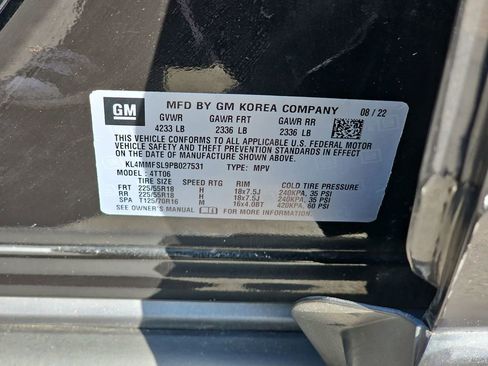 GM MFD BY GM KOREA COMPANY 08/22
GVWR GAWR FRT GAWR RR
4233 LB 2336 LB 2336 LB
THIS VEHICLE CONFORMS TO ALL APPLICABLE U.S. FEDERAL MOTOR
VEHICLE SAFETY AND THEFT PREVENTION STANDARDS IN EFFECT ON
THE DATE OF MANUFACTURE SHOWN ABOVE.
KL4MMFSL9PB027531 TYPE: MPV
MODEL: 4TT06
TIRE SIZE SPEED RTG RIM COLD TIRE PRESSURE
FRT 225/55R18 H 18x7.5J 240KPA, 35 PSI
RR 225/55R18 H 18x7.5J 240KPA, 35 PSI
SPA T125/70R16 M 16x4.0BT 420KPA, 60 PSI
SEE OWNER'S MANUAL FOR MORE INFORMATION.